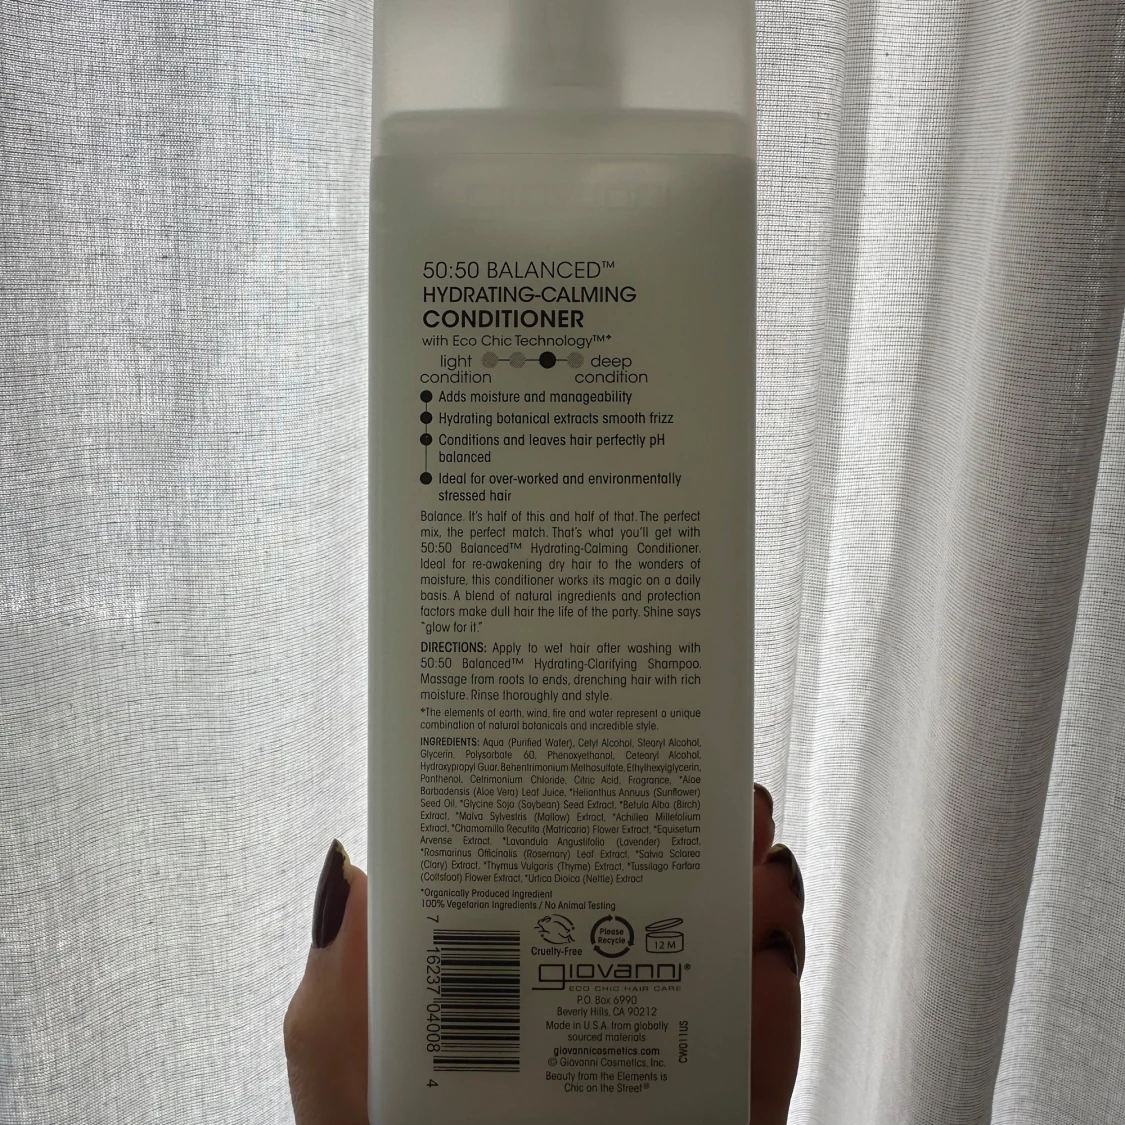 50:50 BALANCED™
HYDRATING-CALMING
CONDITIONER
with Eco Chic Technology™⁺
light condition
deep condition
Adds moisture and manageability
Hydrating botanical extracts smooth frizz
Conditions and leaves hair perfectly pH
balanced
Ideal for over-worked and environmentally
stressed hair
Balance. It's half of this and half of that. The perfect
mix, the perfect match. That's what you'll get with
50:50 Balanced™ Hydrating-Calming Conditioner.
Ideal for re-awakening dry hair to the wonders of
moisture, this conditioner works its magic on a daily
basis. A blend of natural ingredients and protection
factors make dull hair the life of the party. Shine says
"glow for it."
DIRECTIONS: Apply to wet hair after washing with
50:50 Balanced™ Hydrating-Clarifying Shampoo.
Massage from roots to ends, drenching hair with rich
moisture. Rinse thoroughly and style.
⁺The elements of earth, wind, fire and water represent a unique
combination of natural botanicals and incredible style.
INGREDIENTS: Aqua (Purified Water), Cetyl Alcohol, Stearyl Alcohol,
Glycerin, Polysorbate 60, Phenoxyethanol, Cetearyl Alcohol,
Hydroxypropyl Guar, Behentrimonium Methosulfate, Ethylhexylglycerin,
Panthenol, Cetrimonium Chloride, Citric Acid, Fragrance, *Aloe
Barbadensis (Aloe Vera) Leaf Juice, *Helianthus Annuus (Sunflower)
Seed Oil, *Glycine Soja (Soybean) Seed Extract, *Betula Alba (Birch)
Extract, *Malva Sylvestris (Mallow) Extract, *Achillea Millefolium
Extract, *Chamomilla Recutita (Matricaria) Flower Extract, *Equisetum
Arvense Extract, *Lavandula Angustifolia (Lavender) Extract,
*Rosmarinus Officinalis (Rosemary) Leaf Extract, *Salvia Sclarea
(Clary) Extract, *Thymus Vulgaris (Thyme) Extract, *Tussilago Farfara
(Coltsfoot) Flower Extract, *Urtica Dioica (Nettle) Extract
*Organically Produced Ingredient
100% Vegetarian Ingredients / No Animal Testing
7 16237 04008 4
Cruelty-Free
Please
Recycle
12 M
giovanni®
ECO CHIC HAIR CARE
P.O. Box 6990
Beverly Hills, CA 90212
Made in U.S.A. from globally
sourced materials
giovannicosmetics.com
© Giovanni Cosmetics, Inc.
Beauty from the Elements is
Chic on the Street®
CW011US